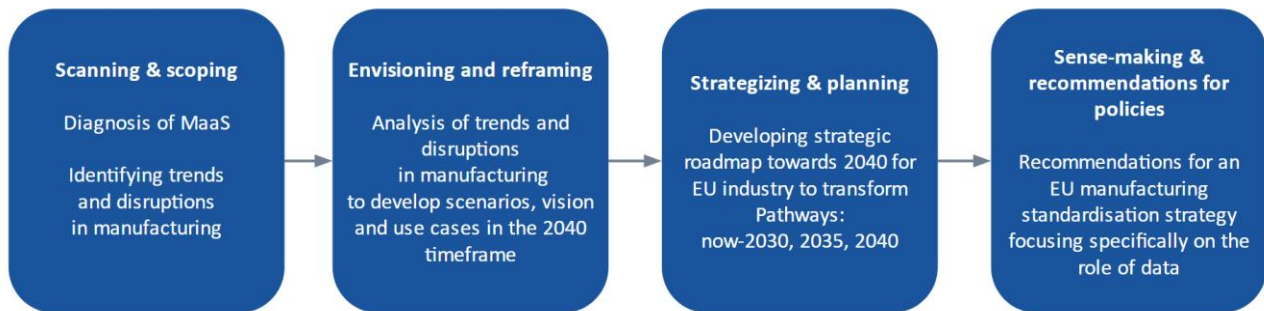 Scanning & scoping
Diagnosis of MaaS
Identifying trends
and disruptions
in manufacturing
Envisioning and reframing
Analysis of trends and
disruptions
in manufacturing
to develop scenarios, vision
and use cases in the 2040
timeframe
Strategizing & planning
Developing strategic
roadmap towards 2040 for
EU industry to transform
Pathways:
now-2030, 2035, 2040
Sense-making &
recommendations for
policies
Recommendations for an
EU manufacturing
standardisation strategy
focusing specifically on the
role of data